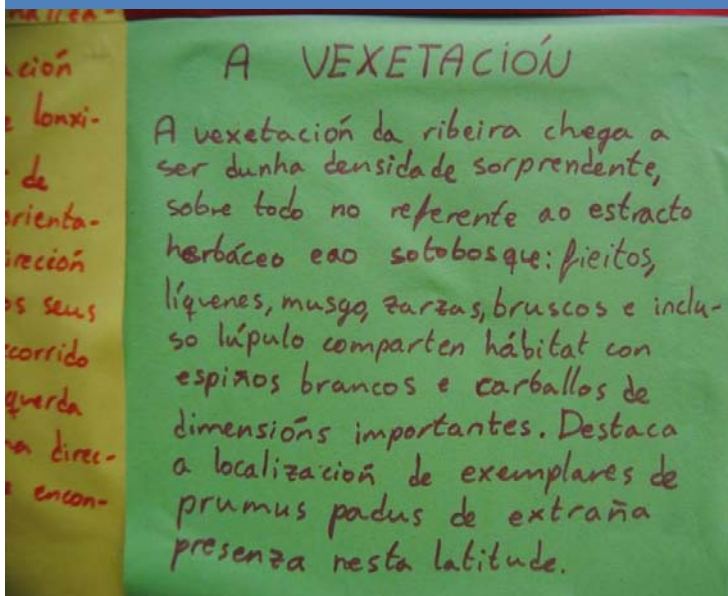 ción
lonxi-
de
orienta-
irección
os seus
corrido
querda
direc-
encon-
A VEXETACIÓN
A vexetación da ribeira chega a
ser dunha densidade sorprendente,
sobre todo no referente ao estracto
herbáceo eao sotobosque: fieitos,
líquenes, musgo, zarzas, bruscos e inclu-
so lúpulo comparten hábitat con
espiños brancos e carballos de
dimensións importantes. Destaca
a localización de exemplares de
prumus padus de extraña
presenza nesta latitude.